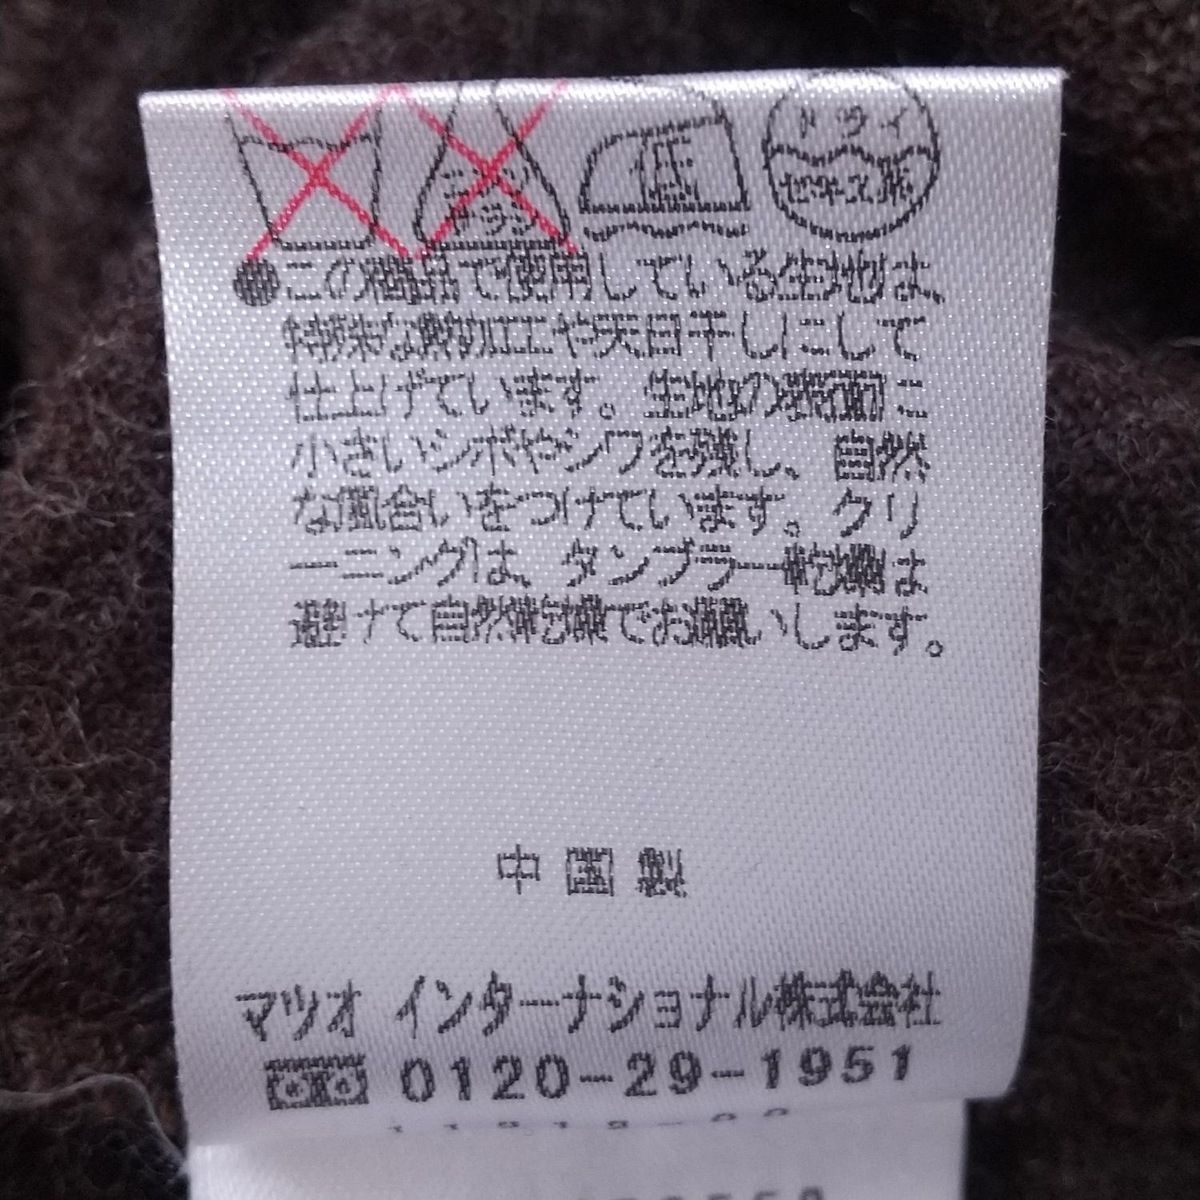 低
ドライ
セキユ系
●この商品で使用している生地は、
特殊な熱加工や天日干しにして
仕上げています。生地の表面に
小さいシボやシワを残し、自然
な風合いをつけています。クリ
ーニングは、タンブラー乾燥は
避けて自然乾燥でお願いします。
中国製
マツオ インターナショナル株式会社
0120-29-1951